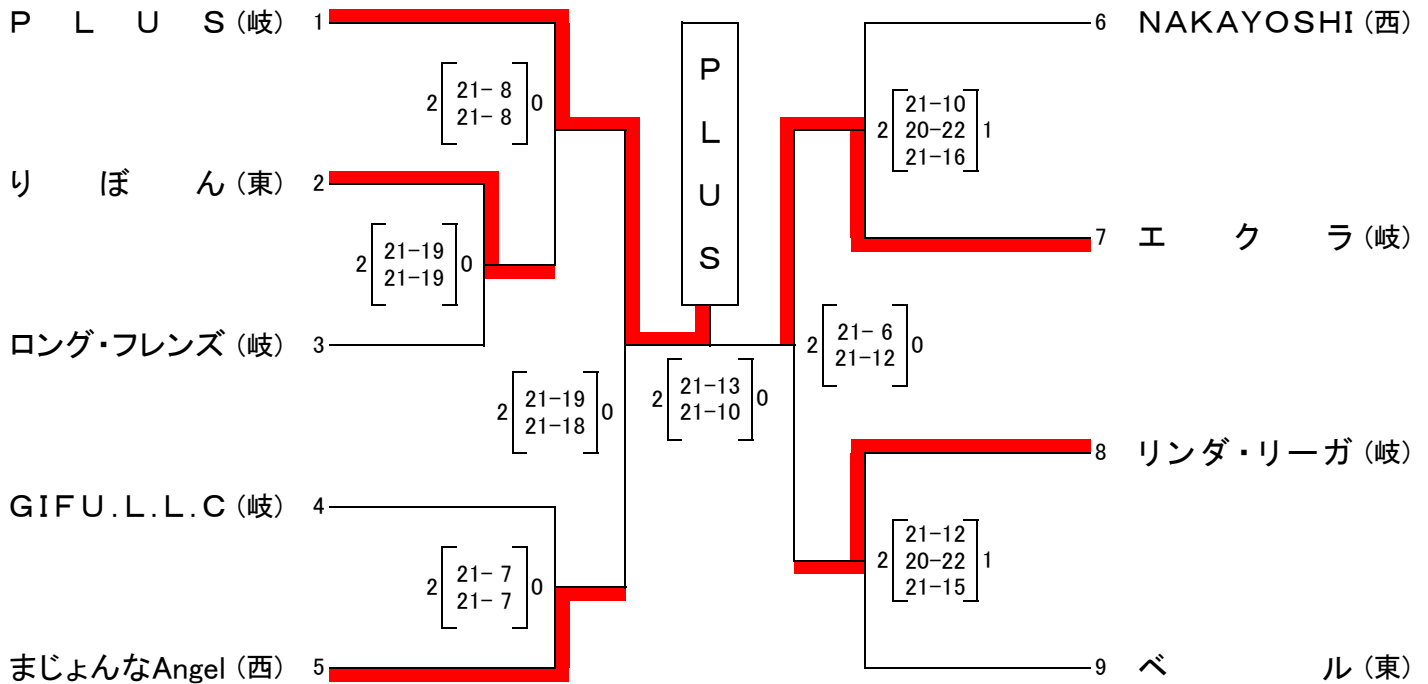 ＰＬＵＳ（岐） 1
2 [21- 8 21- 8] 0
りぼん（東） 2
2 [21-19 21-19] 0
ロング・フレンズ（岐） 3
2 [21-19 21-18] 0
ＧＩＦＵ.Ｌ.Ｌ.Ｃ（岐） 4
2 [21- 7 21- 7] 0
まじょんなAngel（西） 5
ＰＬＵＳ
2 [21-13 21-10] 0
6 NAKAYOSHI（西）
2 [21-10 20-22 21-16] 1
7 エクラ（岐）
2 [21- 6 21-12] 0
8 リンダ・リーガ（岐）
2 [21-12 20-22 21-15] 1
9 ベル（東）